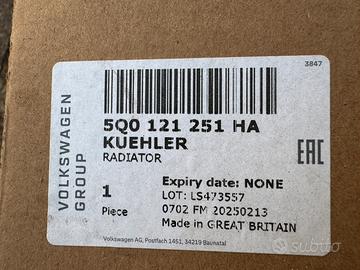 3847
VOLKSWAGEN
GROUP
5Q0 121 251 HA
KUEHLER
RADIATOR
EAC
1
Piece
Expiry date: NONE
LOT: LS473557
0702 FM 20250213
Made in GREAT BRITAIN
Volkswagen AG, Postfach 1451, 34219 Baunatal
subito